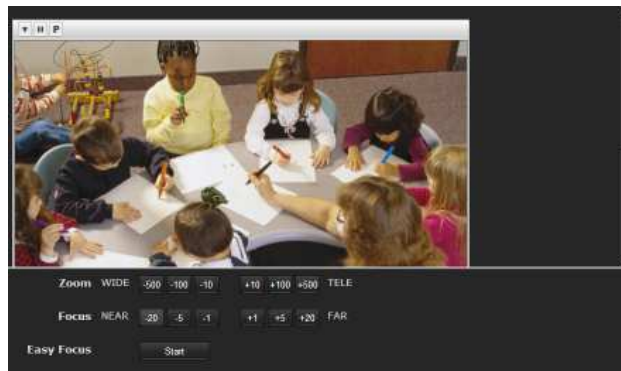 P
Zoom WIDE -500 -100 -10 +10 +100 +500 TELE
Focus NEAR -20 -5 -1 +1 +5 +20 FAR
Easy Focus Start